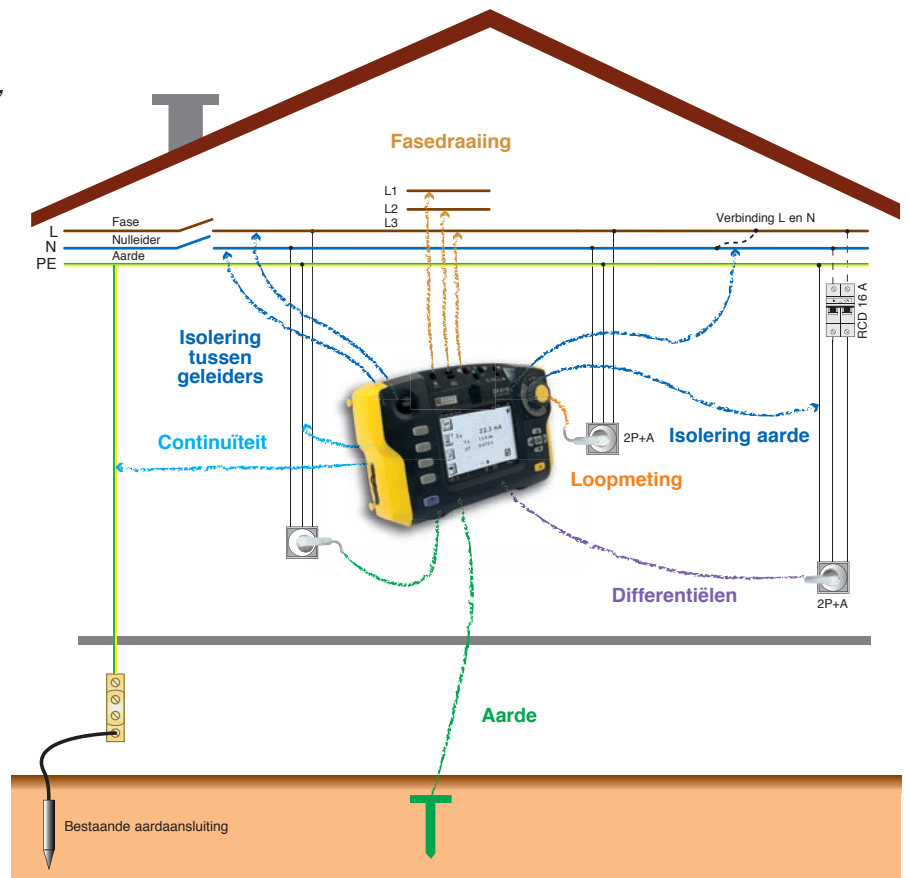 Fasedraaiing
L1
L2
L3
Fase
L
Nulleider
N
Aarde
PE
Verbinding L en N
RCD 16 A
Isolering
tussen
geleiders
Continuïteit
2P+A
Isolering aarde
Loopmeting
Differentiëlen
2P+A
Aarde
Bestaande aardaansluiting